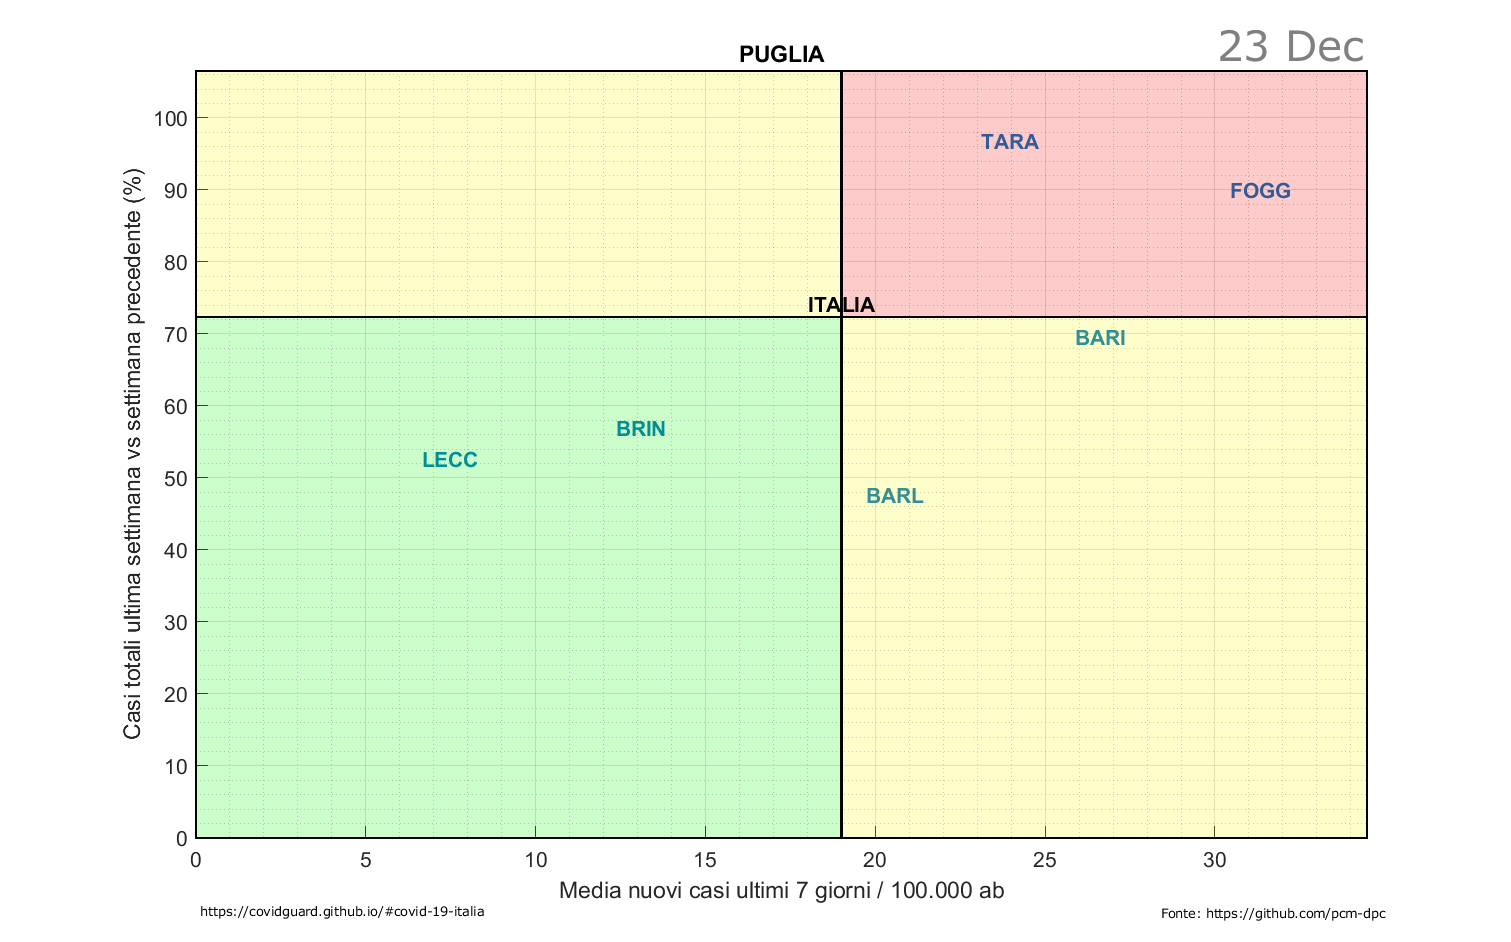 PUGLIA
23 Dec
Casi totali ultima settimana vs settimana precedente (%)
100
90
80
70
60
50
40
30
20
10
0
TARA
FOGG
ITALIA
BARI
BRIN
LECC
BARL
0 5 10 15 20 25 30
Media nuovi casi ultimi 7 giorni / 100.000 ab
https://covidguard.github.io/#covid-19-italia
Fonte: https://github.com/pcm-dpc